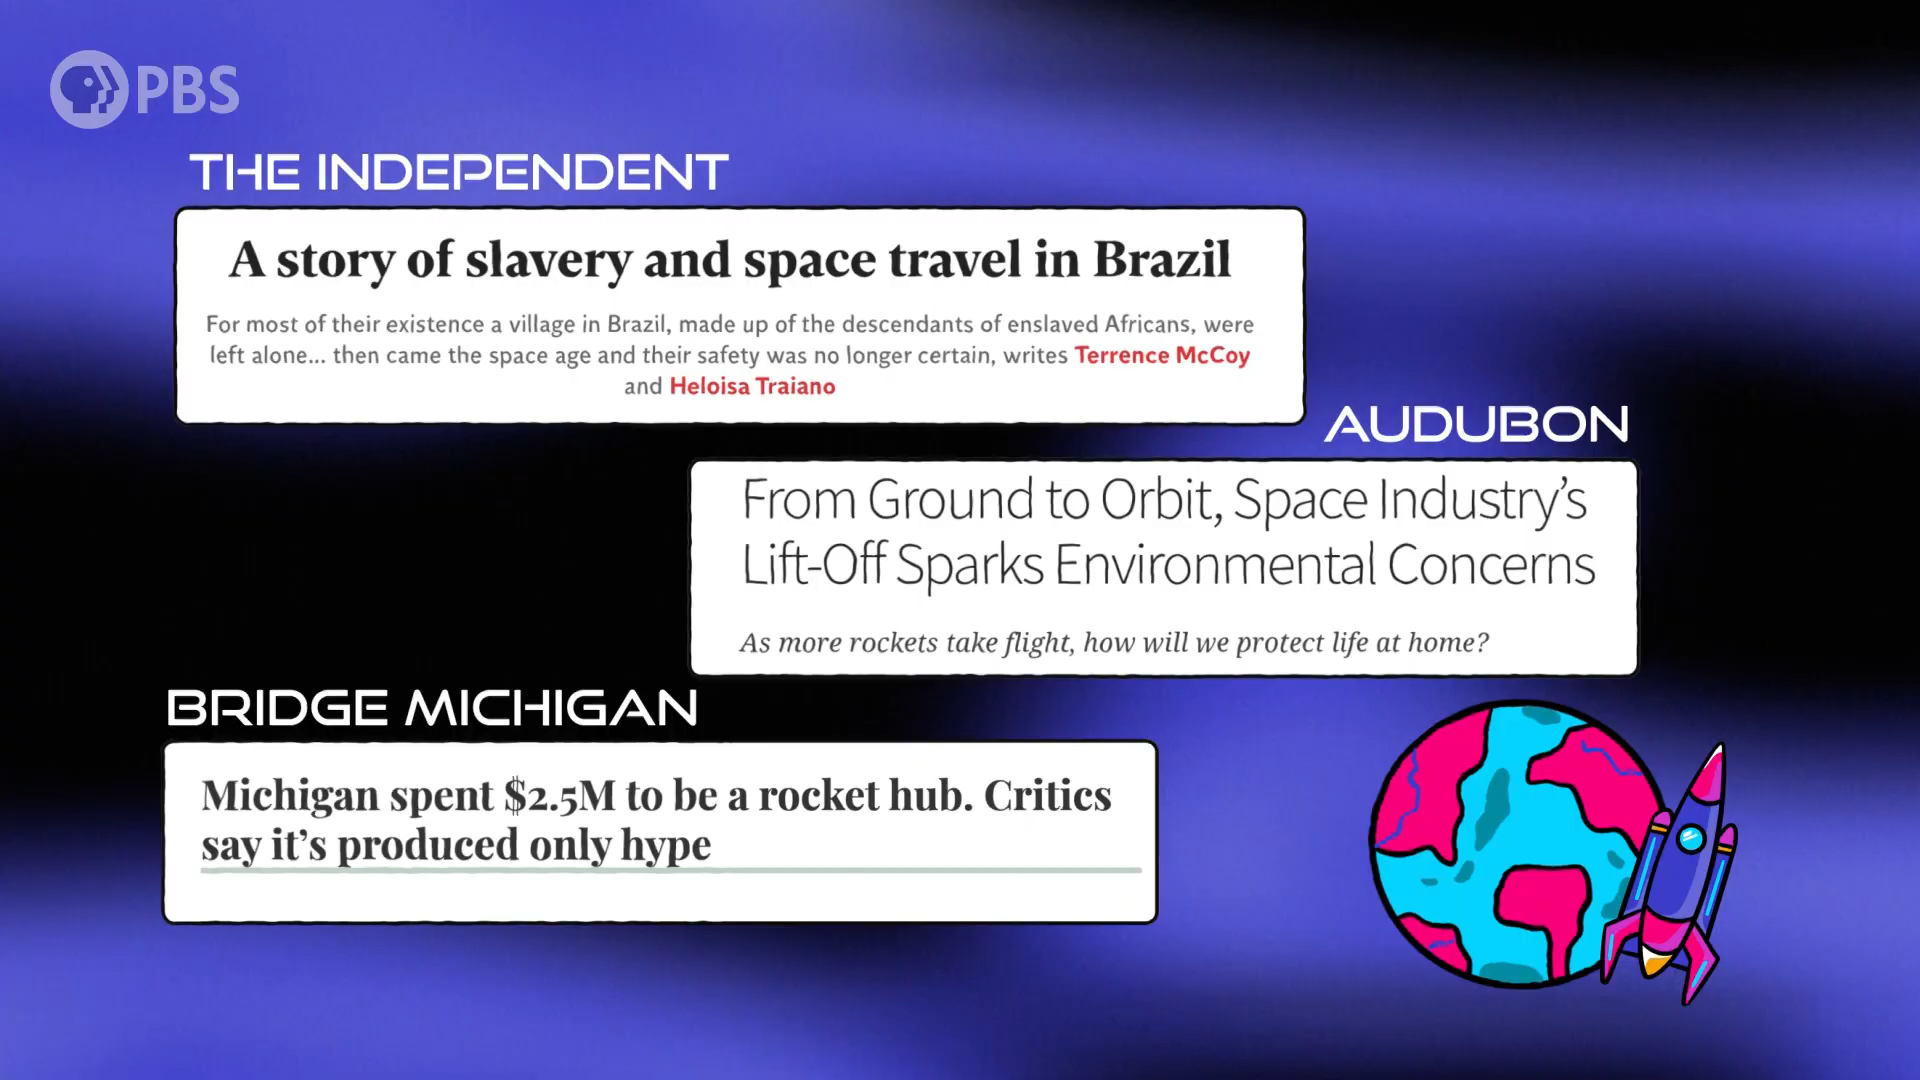 PBS
THE INDEPENDENT
A story of slavery and space travel in Brazil
For most of their existence a village in Brazil, made up of the descendants of enslaved Africans, were
left alone... then came the space age and their safety was no longer certain, writes Terrence McCoy
and Heloisa Traiano
AUDUBON
From Ground to Orbit, Space Industry’s
Lift-Off Sparks Environmental Concerns
As more rockets take flight, how will we protect life at home?
BRIDGE MICHIGAN
Michigan spent $2.5M to be a rocket hub. Critics
say it’s produced only hype